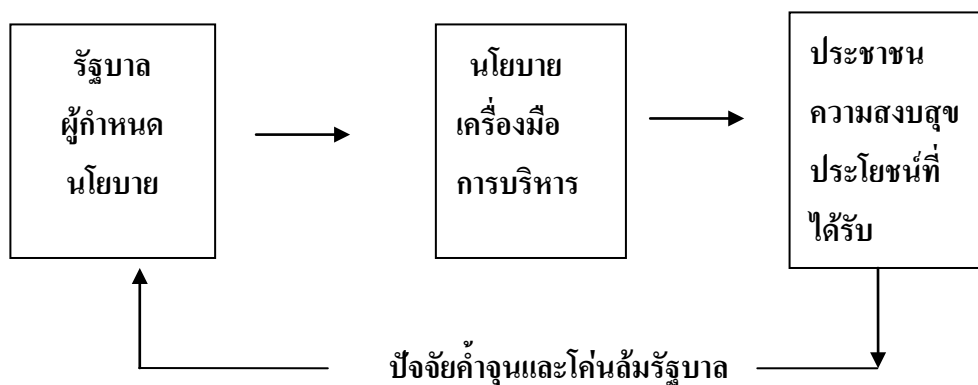 รัฐบาล
ผู้กำหนด
นโยบาย
นโยบาย
เครื่องมือ
การบริหาร
ประชาชน
ความสงบสุข
ประโยชน์ที่
ได้รับ
ปัจจัยค้ำจุนและโค่นล้มรัฐบาล